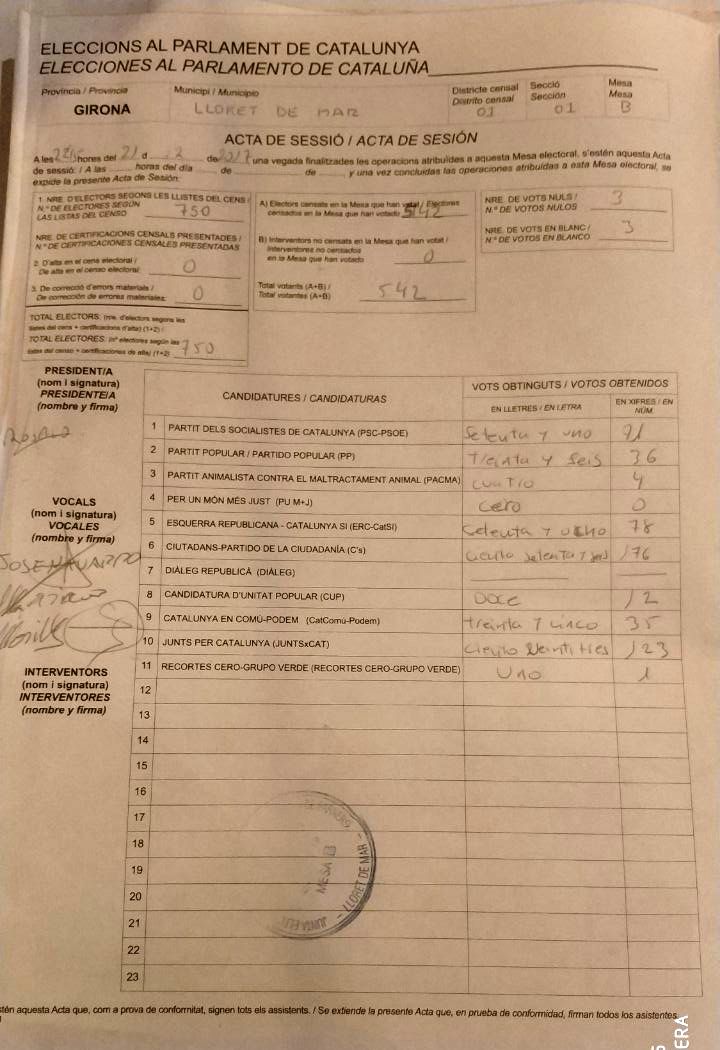 ELECCIONS AL PARLAMENT DE CATALUNYA
ELECCIONES AL PARLAMENTO DE CATALUÑA
Província / Provincia Municipi / Municipio Districte censal Secció Mesa
Distrito censal Sección Mesa
GIRONA LLORET DE MAR 01 01 B
ACTA DE SESSIÓ / ACTA DE SESIÓN
A les hores del 21 d de una vegada finalitzades les operacions atribuïdes a aquesta Mesa electoral, s'estén aquesta Acta
de sessió: / A las horas del día de de y una vez concluidas las operaciones atribuidas a esta Mesa electoral, se
expide la presente Acta de Sesión:
1. NRE. D'ELECTORS SEGONS LES LLISTES DEL CENS /
N.º DE ELECTORES SEGÚN
LAS LISTAS DEL CENSO 750
A) Electors censats en la Mesa que han votat / Electores
censados en la Mesa que han votado 542
NRE. DE VOTS NULS /
N.º DE VOTOS NULOS 3
NRE. DE CERTIFICACIONS CENSALS PRESENTADES /
N.º DE CERTIFICACIONES CENSALES PRESENTADAS
B) Interventors no censats en la Mesa que han votat /
Interventores no censados
en la Mesa que han votado 0
NRE. DE VOTS EN BLANC /
N.º DE VOTOS EN BLANCO 3
2. D'alta en el cens electoral /
De alta en el censo electoral: 0
3. De correcció d'errors materials /
De corrección de errores materiales: 0
Total votants (A+B) /
Total votantes (A+B) 542
TOTAL ELECTORS: (nre. d'electors segons les
llistes del cens + certificacions d'alta) (1+2) /
TOTAL ELECTORES: (nº electores según las
listas del censo + certificaciones de alta) (1+2) 750
PRESIDENT/A
(nom i signatura)
PRESIDENTE/A
(nombre y firma)
VOCALS
(nom i signatura)
VOCALES
(nombre y firma)
JOSE NAVARRO
INTERVENTORS
(nom i signatura)
INTERVENTORES
(nombre y firma)
CANDIDATURES / CANDIDATURAS VOTS OBTINGUTS / VOTOS OBTENIDOS
EN LLETRES / EN LETRA EN XIFRES / EN NÚM.
1 PARTIT DELS SOCIALISTES DE CATALUNYA (PSC-PSOE) Setenta y uno 71
2 PARTIT POPULAR / PARTIDO POPULAR (PP) Treinta y seis 36
3 PARTIT ANIMALISTA CONTRA EL MALTRACTAMENT ANIMAL (PACMA) cuatro 4
4 PER UN MÓN MÉS JUST (PU M+J) cero 0
5 ESQUERRA REPUBLICANA - CATALUNYA SI (ERC-CatSI) Setenta y ocho 78
6 CIUTADANS-PARTIDO DE LA CIUDADANÍA (C's) ciento setenta y seis 176
7 DIÀLEG REPUBLICÀ (DIÀLEG)
8 CANDIDATURA D'UNITAT POPULAR (CUP) Doce 12
9 CATALUNYA EN COMÚ-PODEM (CatComú-Podem) treinta y cinco 35
10 JUNTS PER CATALUNYA (JUNTSxCAT) ciento veintitres 123
11 RECORTES CERO-GRUPO VERDE (RECORTES CERO-GRUPO VERDE) Uno 1
12
13
14
15
16
17
18
19
20
21
22
23
MESA B
LLORET DE MAR
stén aquesta Acta que, com a prova de conformitat, signen tots els assistents. / Se extiende la presente Acta que, en prueba de conformidad, firman todos los asistentes.